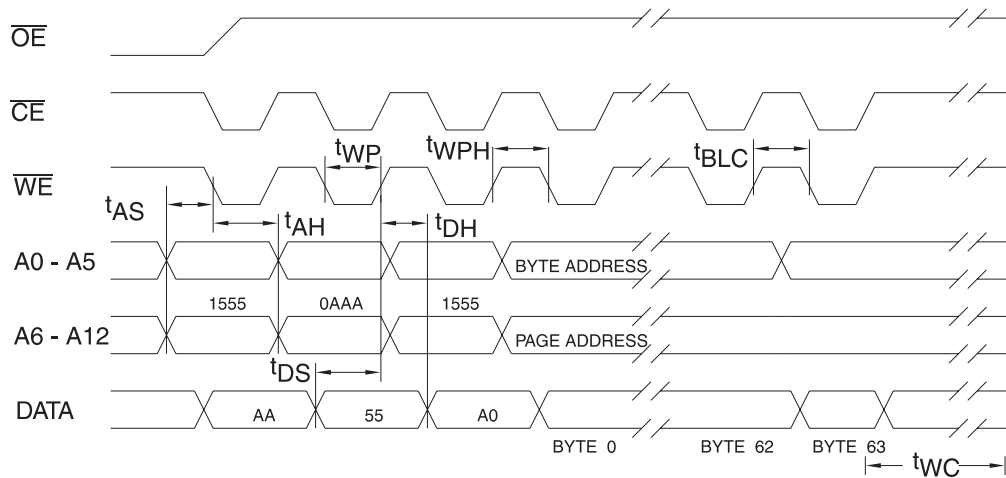 OE
CE
tWP
tWPH
tBLC
WE
tAS
tAH
tDH
A0 - A5
BYTE ADDRESS
1555
0AAA
1555
A6 - A12
PAGE ADDRESS
tDS
DATA
AA
55
A0
BYTE 0
BYTE 62
BYTE 63
tWC